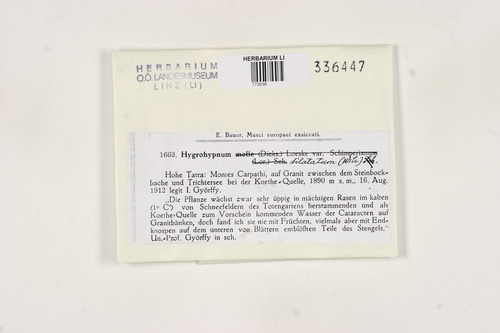 HERBARIUM
O.Ö. LANDESMUSEUM
LINZ (LI)
HERBARIUM LI
336447
E. Bauer, Musci europaei exsiccati.
1663. Hygrohypnum molle (Dicks.) Loeske var. Schimperianum
(Lor.) Sch. dilatatum
Hohe Tatra: Montes Carpathi, auf Granit zwischen dem Steinbock-
bache und Trichtersee bei der Koethe-Quelle, 1890 m s. m., 16. Aug.
1912 legit I. Györffy.
„Die Pflanze wächst zwar sehr üppig in mächtigen Rasen im kalten
(1° C) von Schneefeldern des Totengartens herstammenden und als
Koethe-Quelle zum Vorschein kommenden Wasser der Cataracten auf
Granitbänken, doch fand ich sie nie mit Früchten, vielmals aber mit End-
knospen auf dem unteren von Blättern entblößten Teile des Stengels.
Un.-Prof. Györffy in sch.